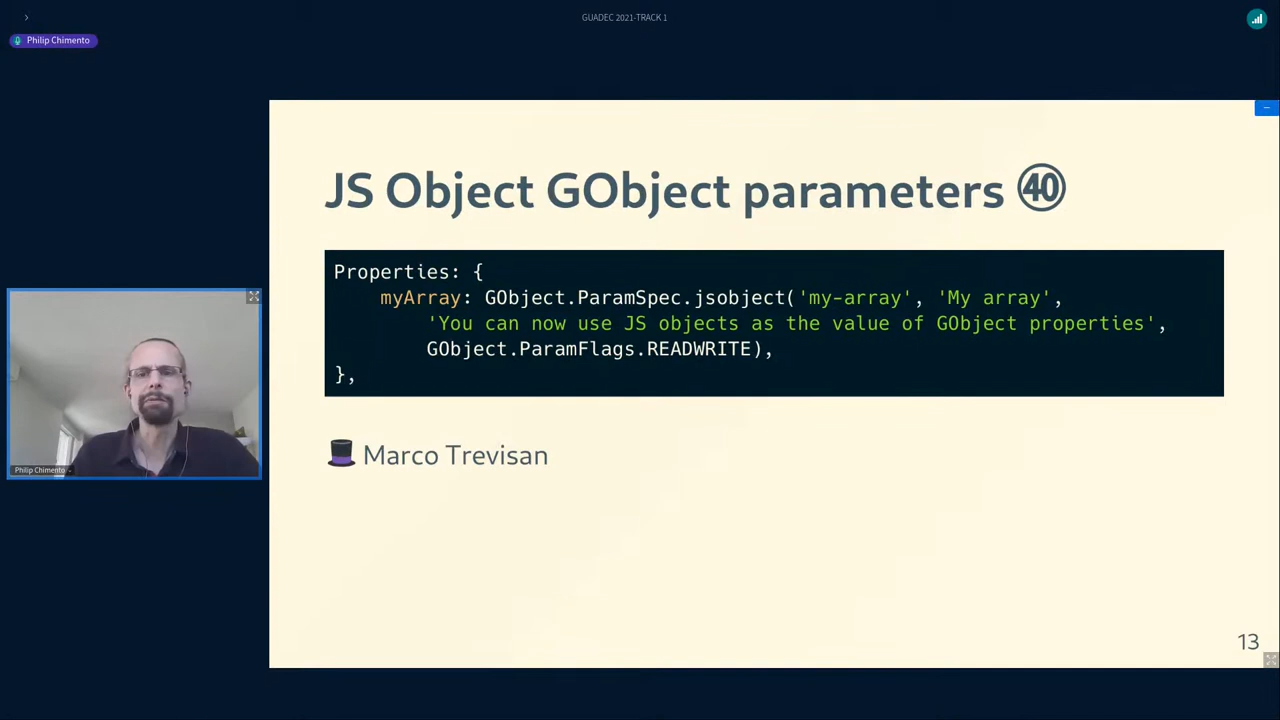 GUADEC 2021-TRACK 1
Philip Chimento
JS Object GObject parameters ㊵
Properties: {
    myArray: GObject.ParamSpec.jsobject('my-array', 'My array',
        'You can now use JS objects as the value of GObject properties',
        GObject.ParamFlags.READWRITE),
},
🎩 Marco Trevisan
Philip Chimento
13